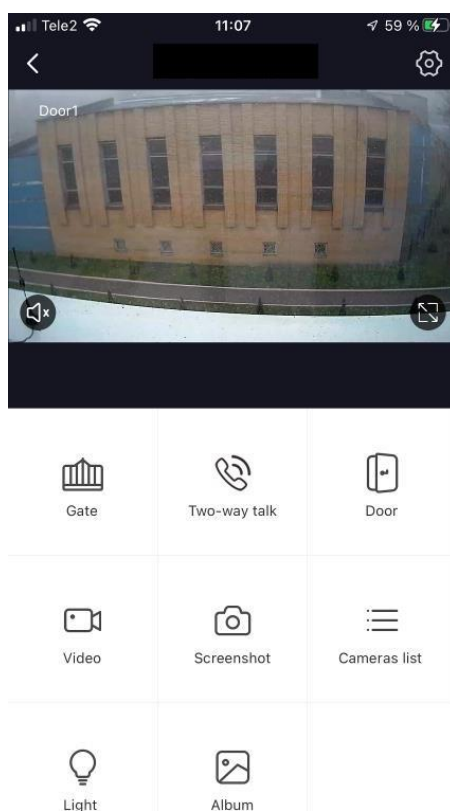 Tele2 11:07 59 %
Door1
Gate Two-way talk Door
Video Screenshot Cameras list
Light Album